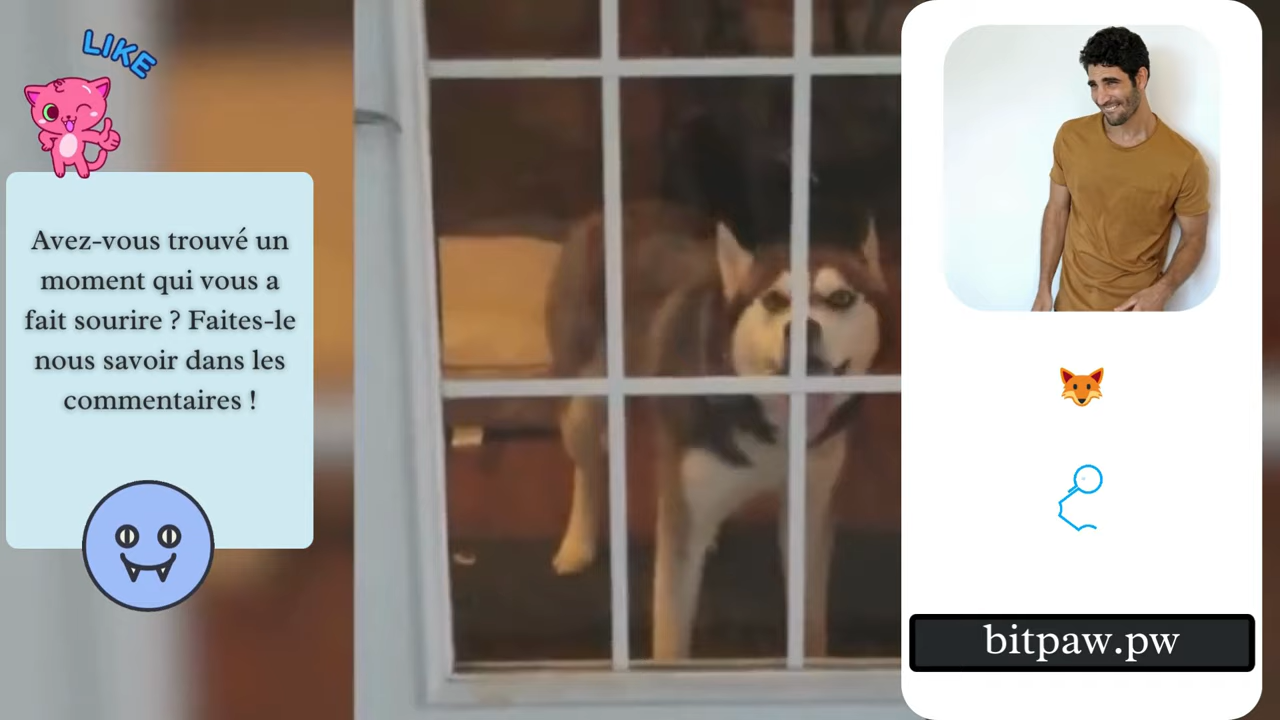 LIKE
Avez-vous trouvé un
moment qui vous a
fait sourire ? Faites-le
nous savoir dans les
commentaires !
bitpaw.pw